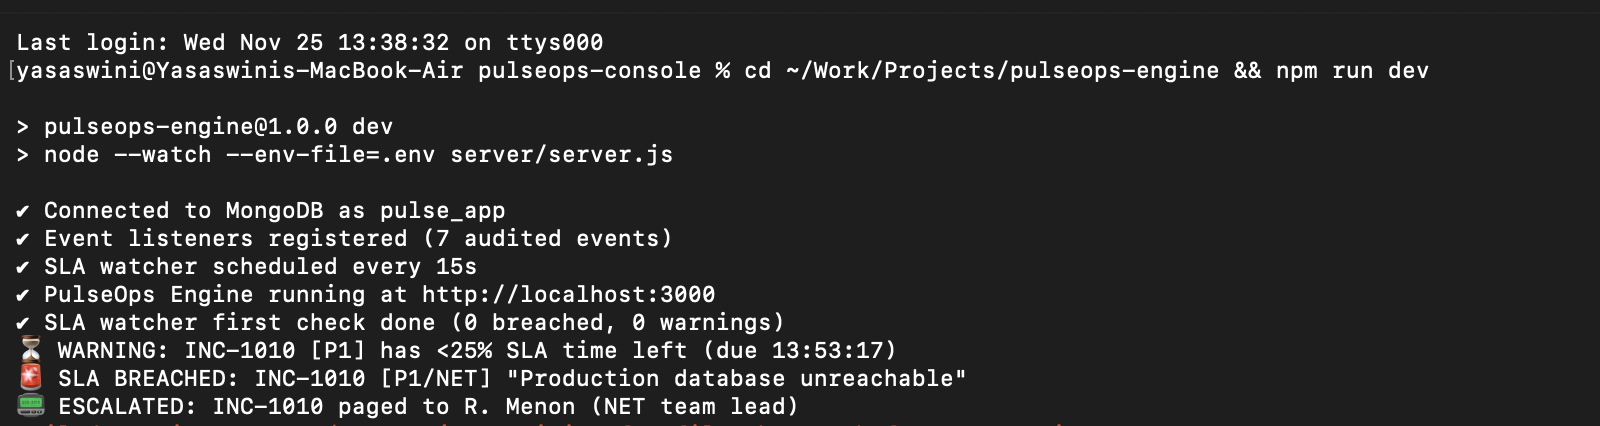 Last login: Wed Nov 25 13:38:32 on ttys000
[yasaswini@Yasaswinis-MacBook-Air pulseops-console % cd ~/Work/Projects/pulseops-engine && npm run dev
> pulseops-engine@1.0.0 dev
> node --watch --env-file=.env server/server.js
✔ Connected to MongoDB as pulse_app
✔ Event listeners registered (7 audited events)
✔ SLA watcher scheduled every 15s
✔ PulseOps Engine running at http://localhost:3000
✔ SLA watcher first check done (0 breached, 0 warnings)
⏳ WARNING: INC-1010 [P1] has <25% SLA time left (due 13:53:17)
🚨 SLA BREACHED: INC-1010 [P1/NET] "Production database unreachable"
📟 ESCALATED: INC-1010 paged to R. Menon (NET team lead)